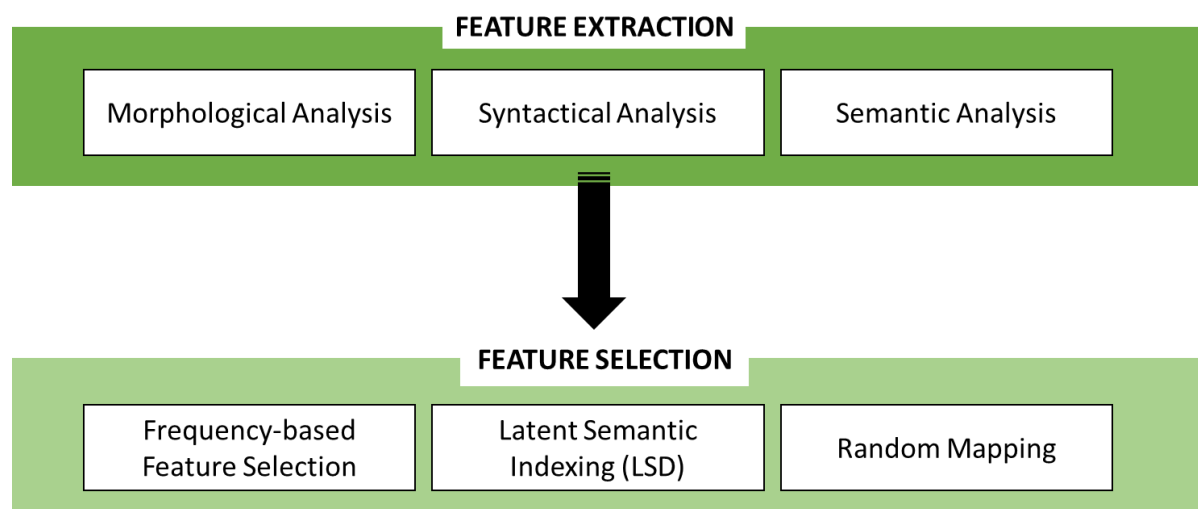 FEATURE EXTRACTION
Morphological Analysis
Syntactical Analysis
Semantic Analysis
FEATURE SELECTION
Frequency-based
Feature Selection
Latent Semantic
Indexing (LSD)
Random Mapping